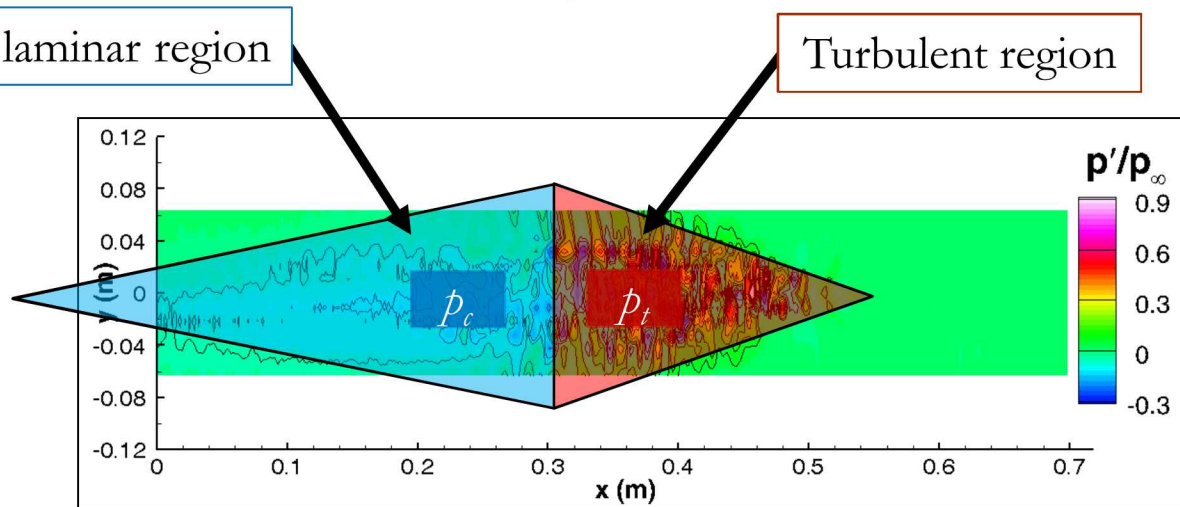 laminar region
Turbulent region
p'/p∞
0.12
0.08
0.04
0
-0.04
-0.08
-0.12
y (m)
p_c
p_t
0.9
0.6
0.3
0
-0.3
0 0.1 0.2 0.3 0.4 0.5 0.6 0.7
x (m)